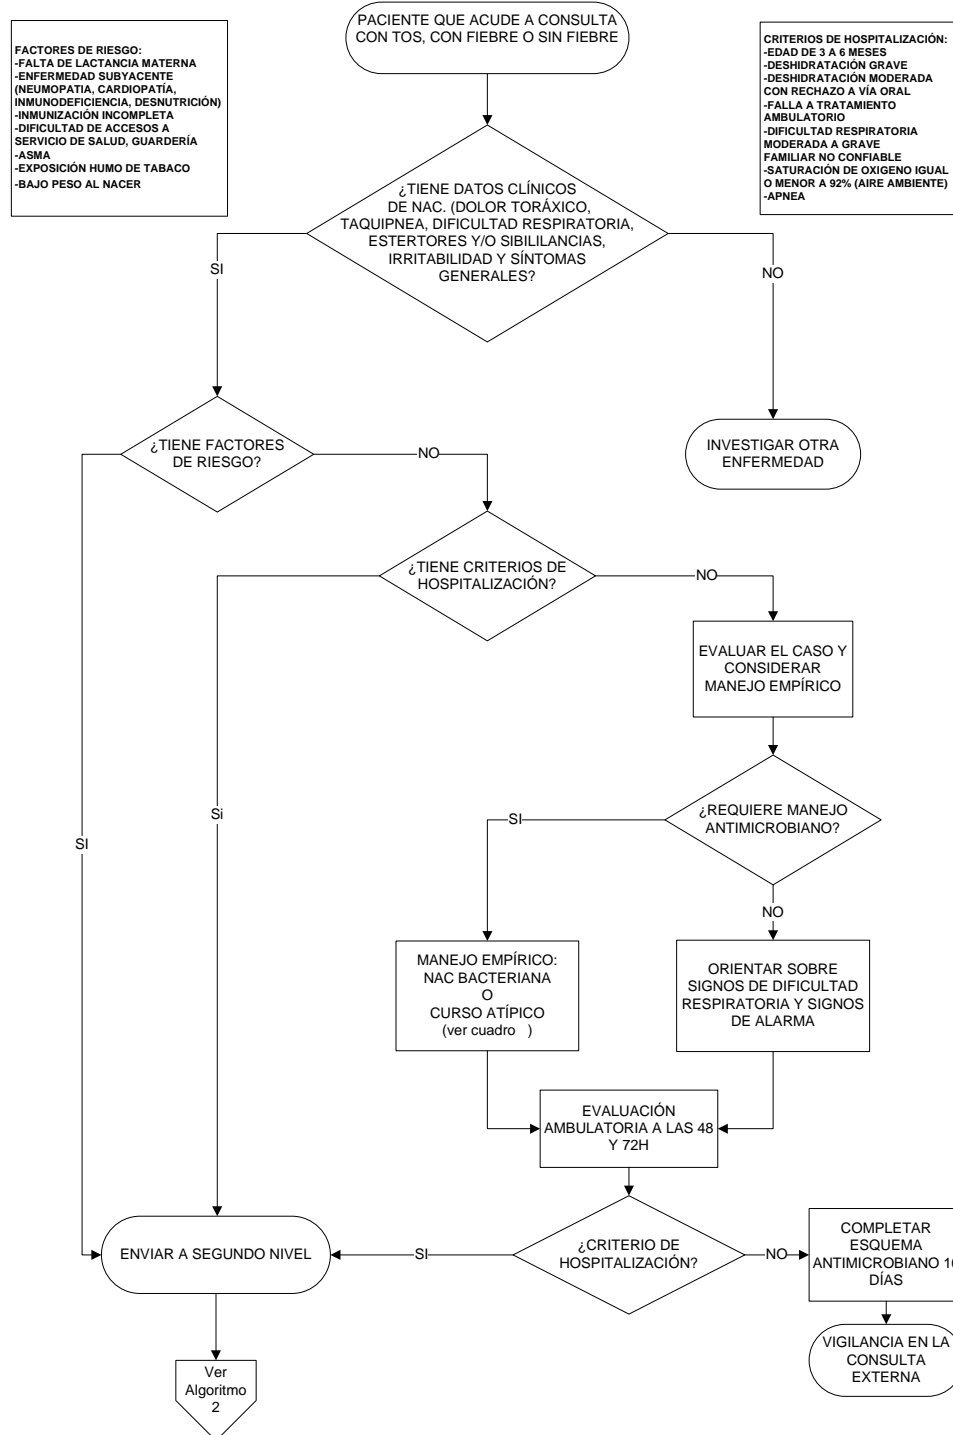 PACIENTE QUE ACUDE A CONSULTA
CON TOS, CON FIEBRE O SIN FIEBRE
FACTORES DE RIESGO:
-FALTA DE LACTANCIA MATERNA
-ENFERMEDAD SUBYACENTE
(NEUMOPATIA, CARDIOPATÍA,
INMUNODEFICIENCIA, DESNUTRICIÓN)
-INMUNIZACIÓN INCOMPLETA
-DIFICULTAD DE ACCESOS A
SERVICIO DE SALUD, GUARDERÍA
-ASMA
-EXPOSICIÓN HUMO DE TABACO
-BAJO PESO AL NACER
CRITERIOS DE HOSPITALIZACIÓN:
-EDAD DE 3 A 6 MESES
-DESHIDRATACIÓN GRAVE
-DESHIDRATACIÓN MODERADA
CON RECHAZO A VÍA ORAL
-FALLA A TRATAMIENTO
AMBULATORIO
-DIFICULTAD RESPIRATORIA
MODERADA A GRAVE
FAMILIAR NO CONFIABLE
-SATURACIÓN DE OXIGENO IGUAL
O MENOR A 92% (AIRE AMBIENTE)
-APNEA
¿TIENE DATOS CLÍNICOS
DE NAC. (DOLOR TORÁXICO,
TAQUIPNEA, DIFICULTAD RESPIRATORIA,
ESTERTORES Y/O SIBILILANCIAS,
IRRITABILIDAD Y SÍNTOMAS
GENERALES?
SI
NO
¿TIENE FACTORES
DE RIESGO?
NO
INVESTIGAR OTRA
ENFERMEDAD
¿TIENE CRITERIOS DE
HOSPITALIZACIÓN?
NO
EVALUAR EL CASO Y
CONSIDERAR
MANEJO EMPÍRICO
Si
SI
¿REQUIERE MANEJO
ANTIMICROBIANO?
SI
NO
MANEJO EMPÍRICO:
NAC BACTERIANA
O
CURSO ATÍPICO
(ver cuadro )
ORIENTAR SOBRE
SIGNOS DE DIFICULTAD
RESPIRATORIA Y SIGNOS
DE ALARMA
EVALUACIÓN
AMBULATORIA A LAS 48
Y 72H
ENVIAR A SEGUNDO NIVEL
SI
¿CRITERIO DE
HOSPITALIZACIÓN?
NO
COMPLETAR
ESQUEMA
ANTIMICROBIANO
DÍAS
VIGILANCIA EN LA
CONSULTA
EXTERNA
Ver
Algoritmo
2